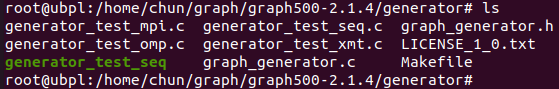 root@ubpl:/home/chun/graph/graph500-2.1.4/generator# ls
generator_test_mpi.c  generator_test_seq.c  graph_generator.h
generator_test_omp.c  generator_test_xmt.c  LICENSE_1_0.txt
generator_test_seq    graph_generator.c     Makefile
root@ubpl:/home/chun/graph/graph500-2.1.4/generator#